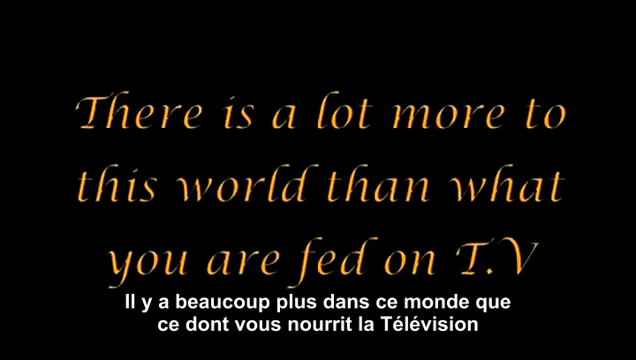 There is a lot more to
this world than what
you are fed on T.V
Il y a beaucoup plus dans ce monde que
ce dont vous nourrit la Télévision